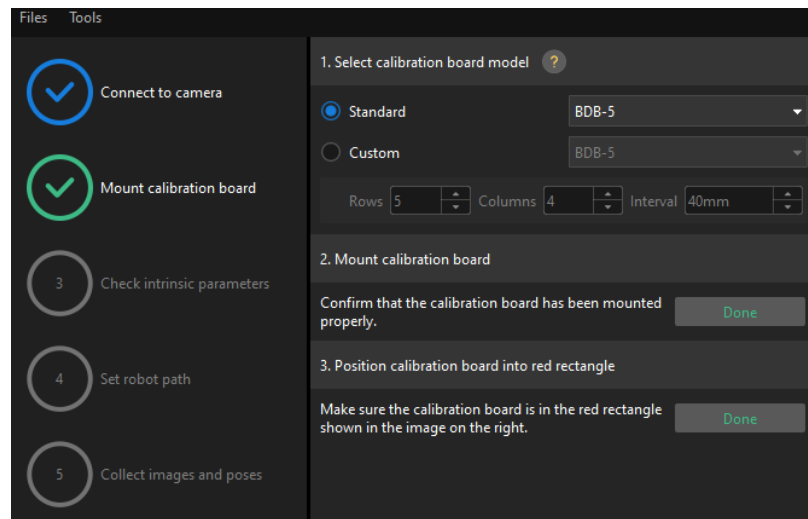 Files Tools
Connect to camera
Mount calibration board
3 Check intrinsic parameters
4 Set robot path
5 Collect images and poses
1. Select calibration board model ?
Standard BDB-5
Custom BDB-5
Rows 5 Columns 4 Interval 40mm
2. Mount calibration board
Confirm that the calibration board has been mounted
properly.
Done
3. Position calibration board into red rectangle
Make sure the calibration board is in the red rectangle
shown in the image on the right.
Done